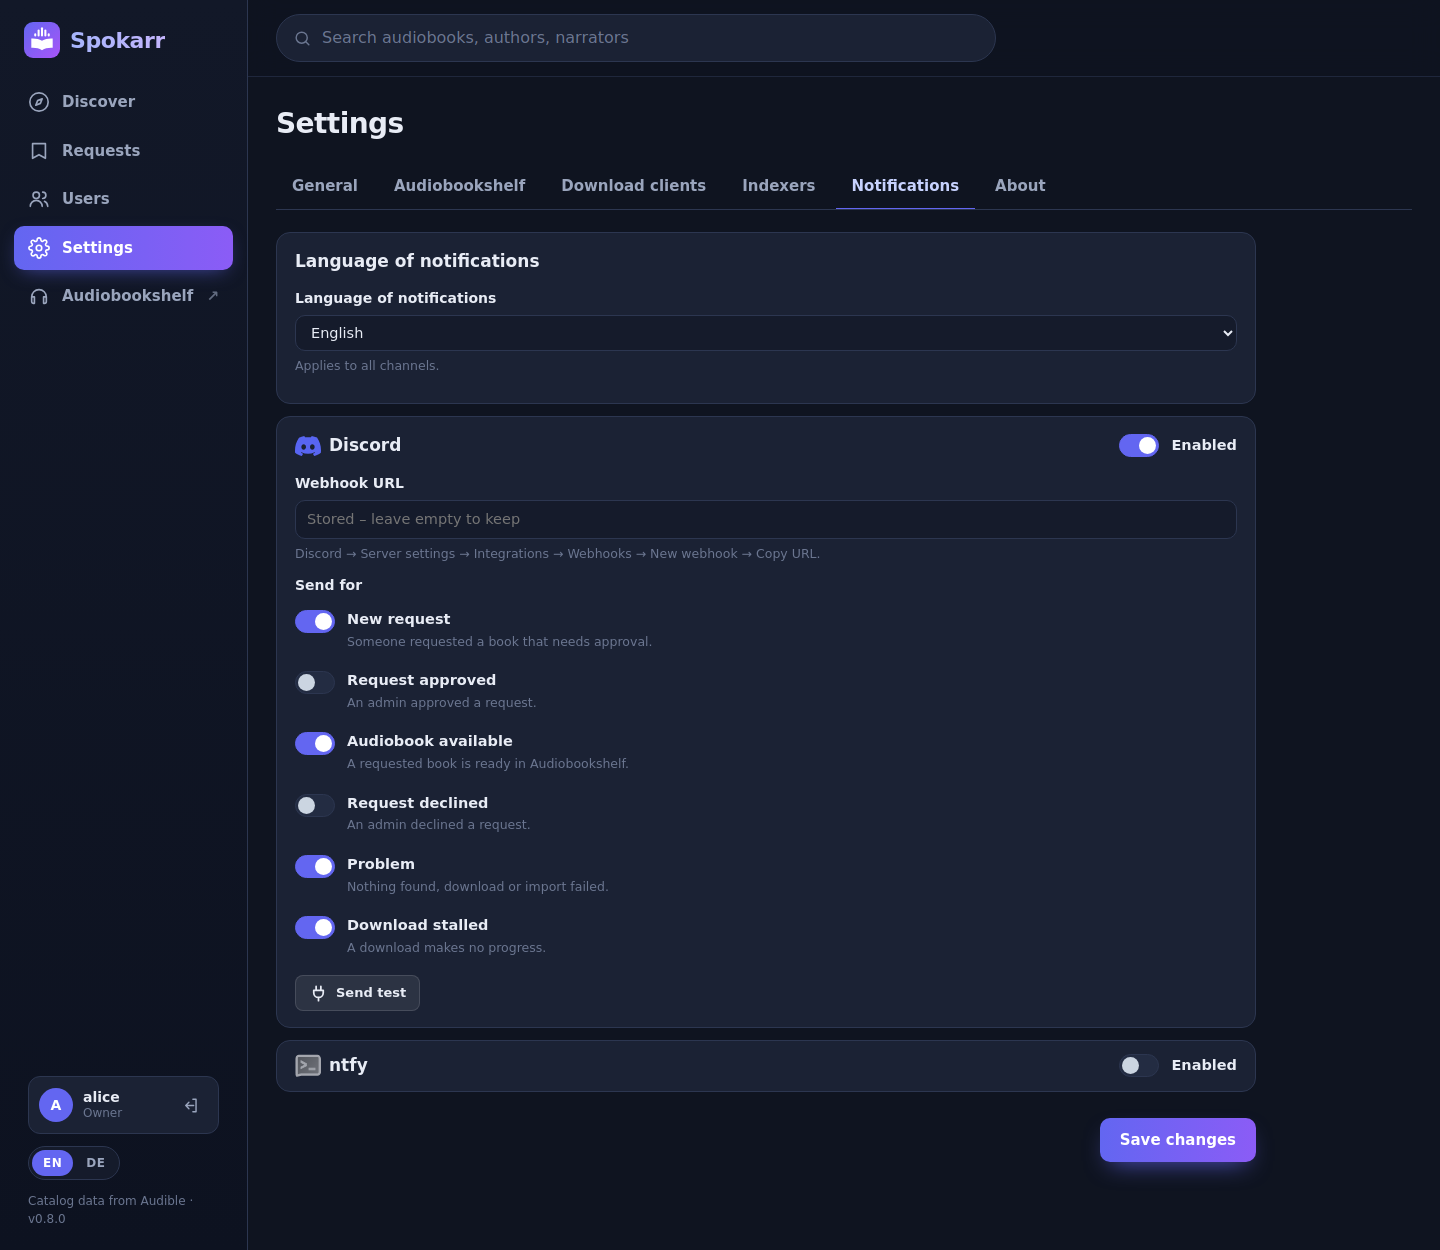 Spokarr
Discover
Requests
Users
Settings
Audiobookshelf ↗
A
alice
Owner
EN DE
Catalog data from Audible ·
v0.8.0
Search audiobooks, authors, narrators
Settings
General Audiobookshelf Download clients Indexers Notifications About
Language of notifications
Language of notifications
English
Applies to all channels.
Discord Enabled
Webhook URL
Stored – leave empty to keep
Discord → Server settings → Integrations → Webhooks → New webhook → Copy URL.
Send for
New request
Someone requested a book that needs approval.
Request approved
An admin approved a request.
Audiobook available
A requested book is ready in Audiobookshelf.
Request declined
An admin declined a request.
Problem
Nothing found, download or import failed.
Download stalled
A download makes no progress.
Send test
ntfy Enabled
Save changes